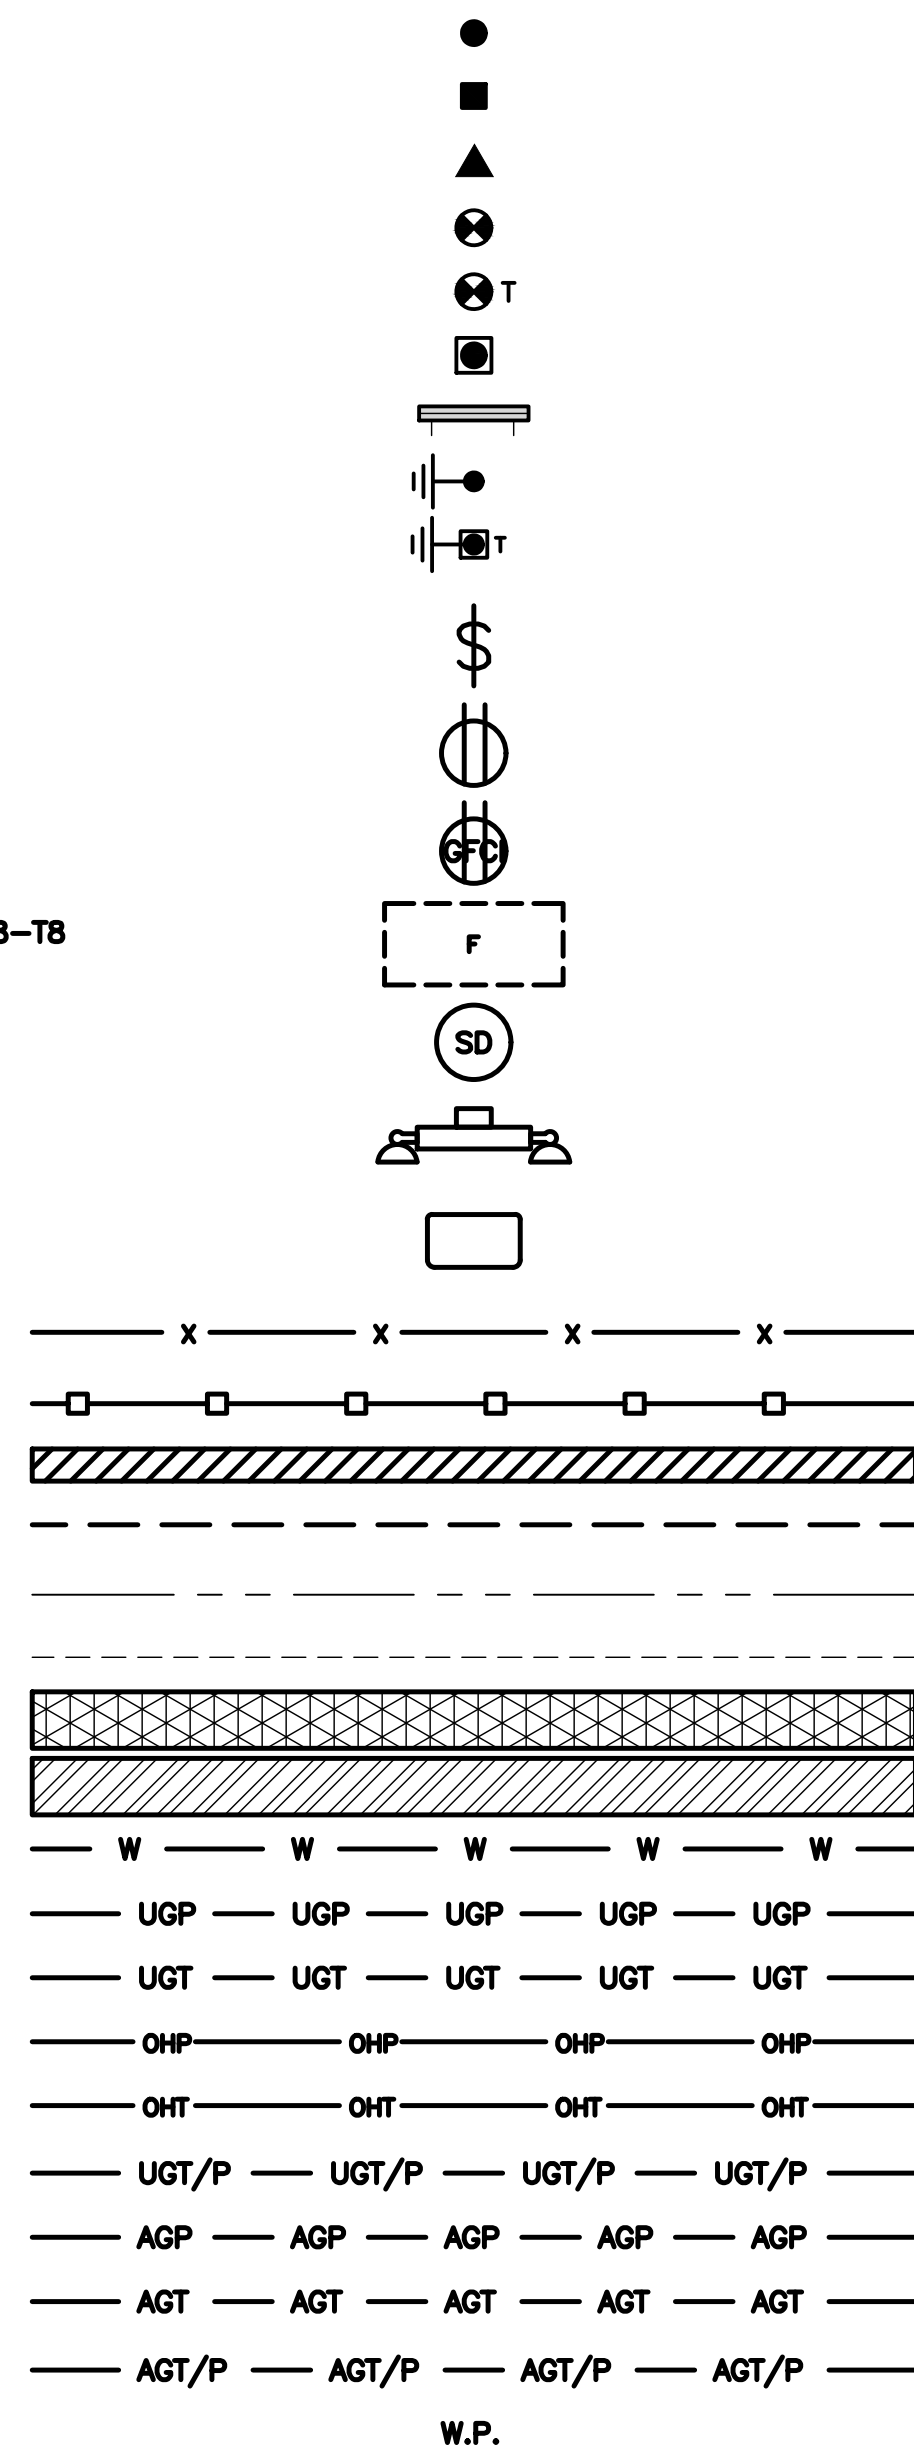 T
T
$
GFCI
8-T8
F
SD
X X X X
W W W W W
UGP UGP UGP UGP UGP
UGT UGT UGT UGT UGT
OHP OHP OHP OHP
OHT OHT OHT OHT
UGT/P UGT/P UGT/P UGT/P
AGP AGP AGP AGP AGP
AGT AGT AGT AGT AGT
AGT/P AGT/P AGT/P AGT/P
W.P.